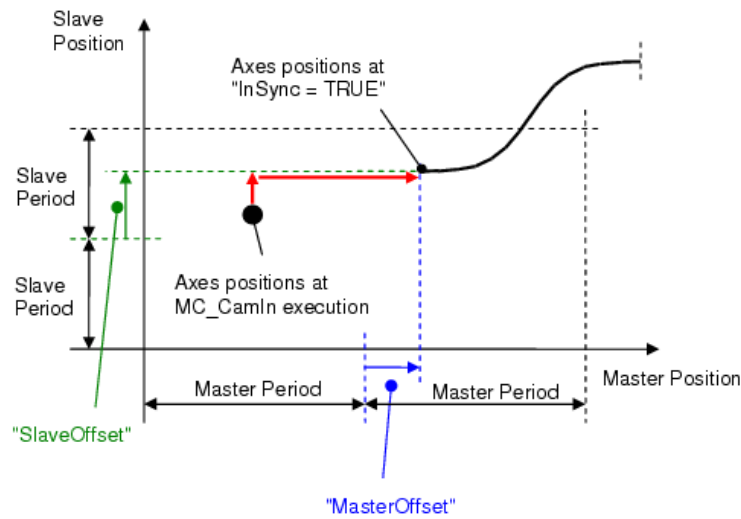 Slave
Position
Axes positions at
"InSync = TRUE"
Slave
Period
Slave
Period
Axes positions at
MC_CamIn execution
Master Period
Master Period
Master Position
"SlaveOffset"
"MasterOffset"